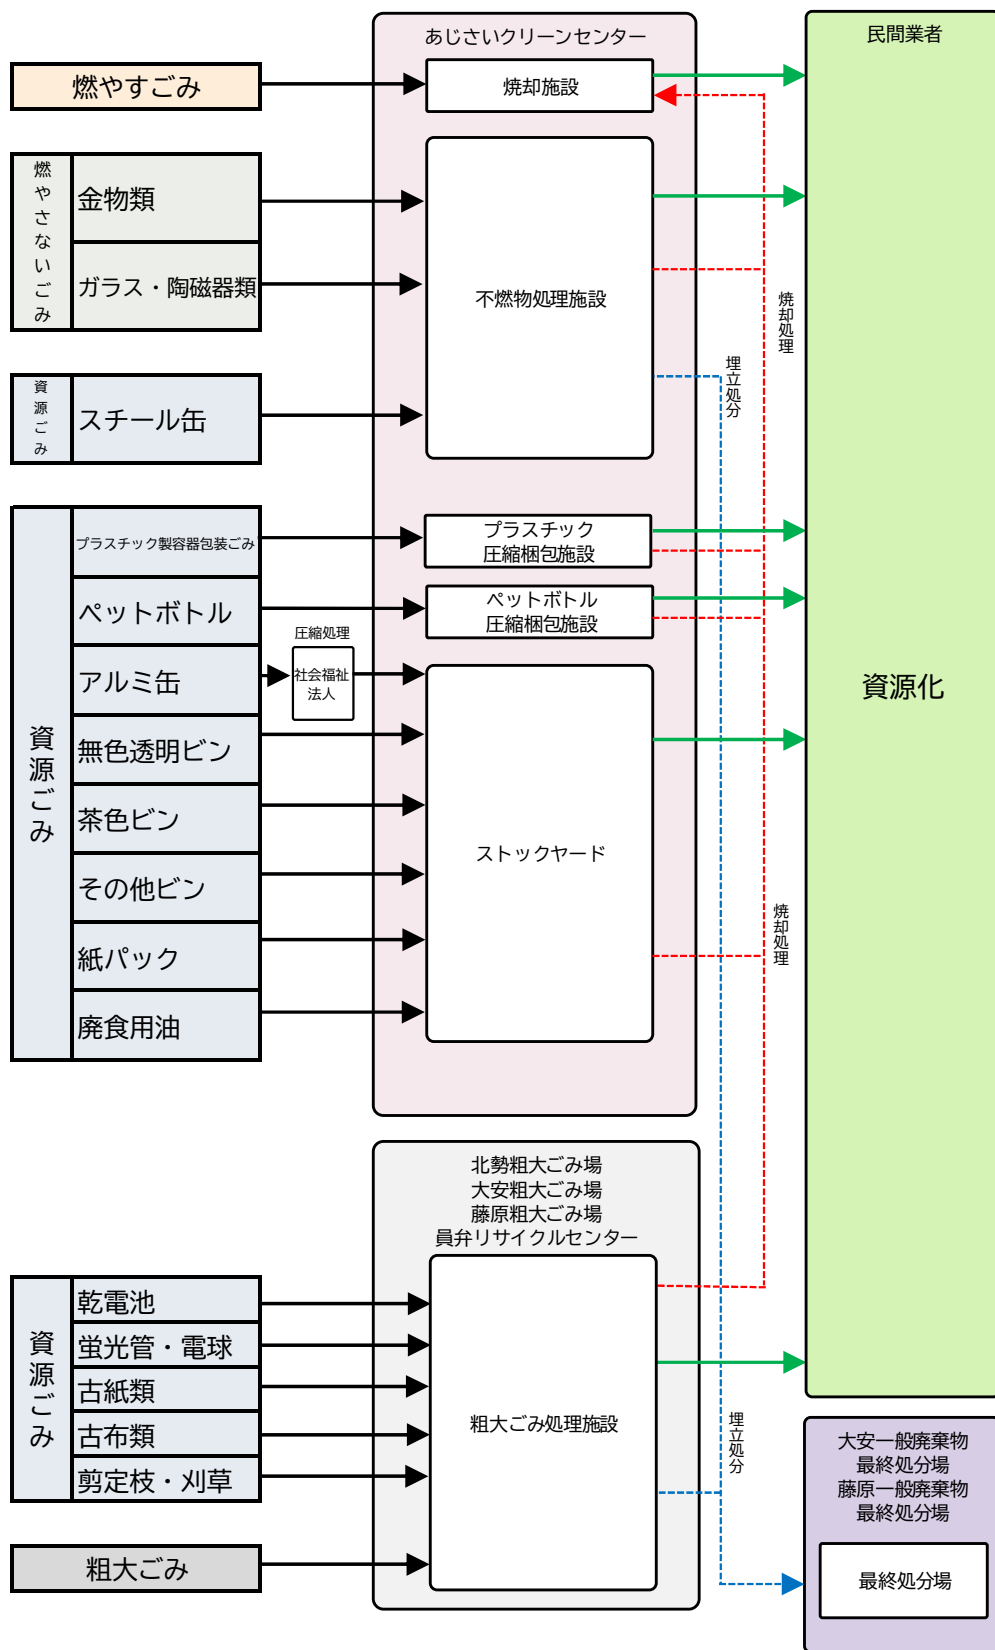 あじさいクリーンセンター
民間業者
燃やすごみ
焼却施設
燃やさないごみ
金物類
ガラス・陶磁器類
不燃物処理施設
焼却処理
埋立処分
資源ごみ
スチール缶
プラスチック製容器包装ごみ
プラスチック
圧縮梱包施設
ペットボトル
ペットボトル
圧縮梱包施設
圧縮処理
アルミ缶
社会福祉
法人
資源化
資源ごみ
無色透明ビン
茶色ビン
ストックヤード
その他ビン
焼却処理
紙パック
廃食用油
北勢粗大ごみ場
大安粗大ごみ場
藤原粗大ごみ場
員弁リサイクルセンター
資源ごみ
乾電池
蛍光管・電球
古紙類
古布類
剪定枝・刈草
粗大ごみ処理施設
埋立処分
大安一般廃棄物
最終処分場
藤原一般廃棄物
最終処分場
粗大ごみ
最終処分場